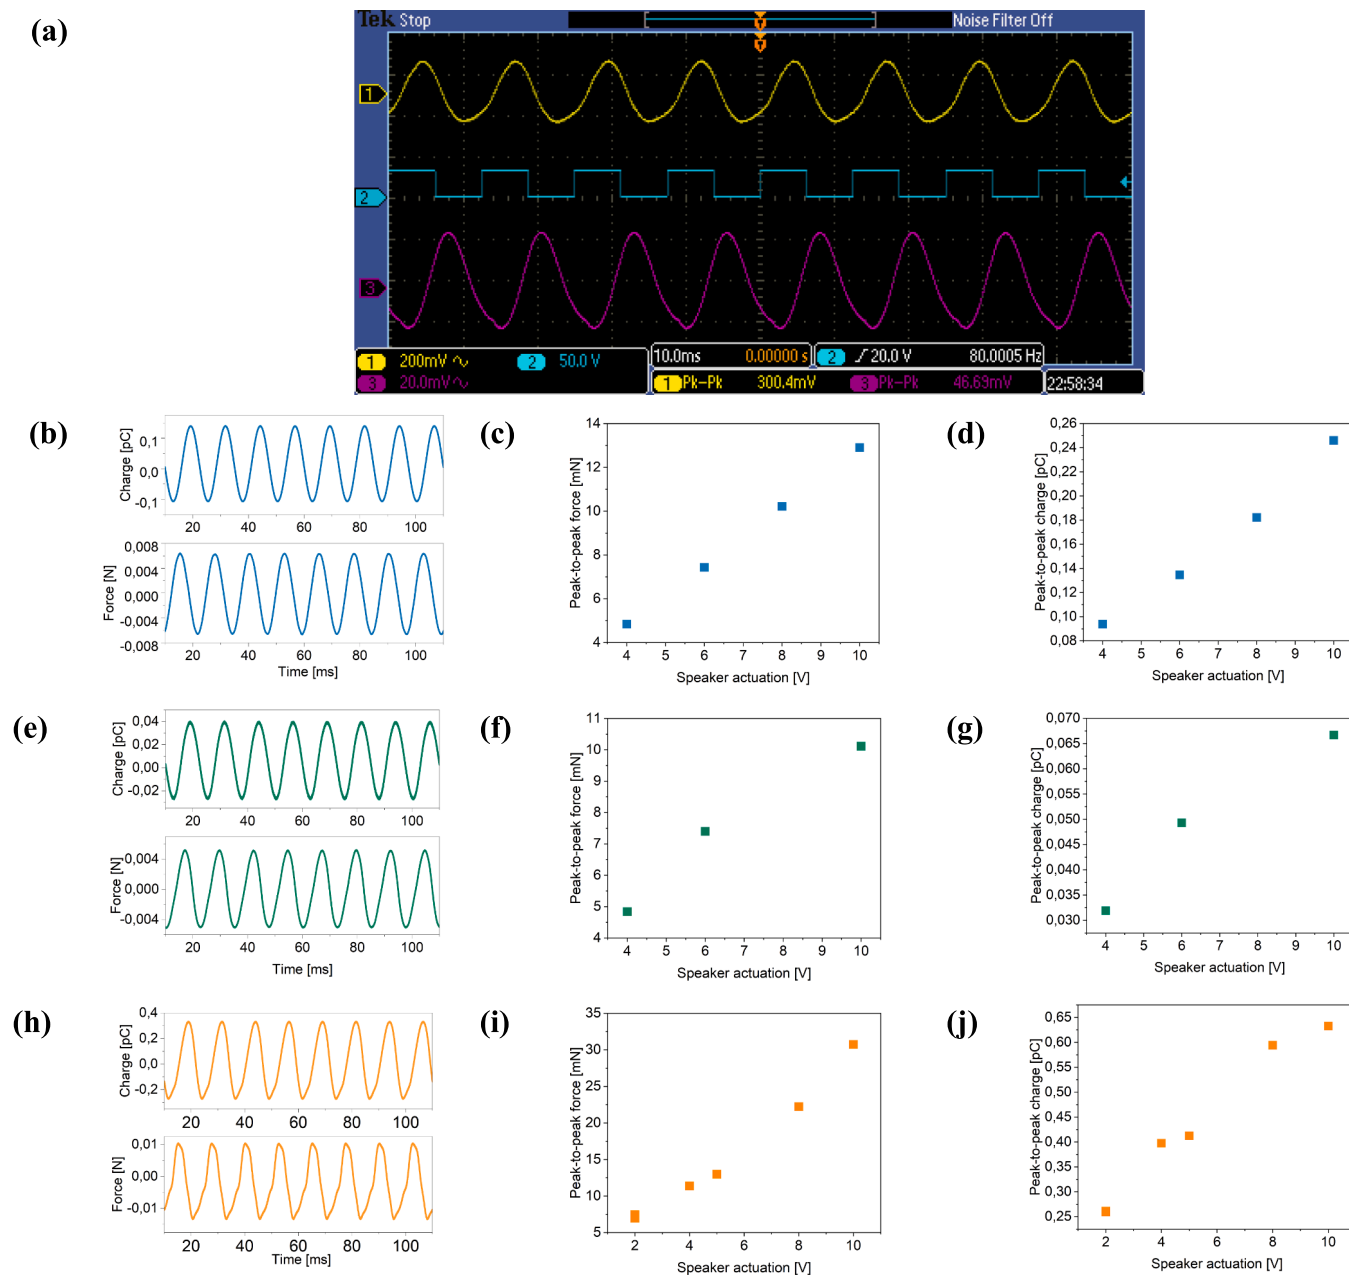 (a)
Tek Stop
Noise Filter Off
1
2
3
1 200mV 2 50.0 V
3 20.0mV
10.0ms 0.00000 s
2 20.0 V 80.0005 Hz
1 Pk-Pk 300.4mV 3 Pk-Pk 46.69mV
22:58:34
(b)
Charge [pC]
0,1
0,0
-0,1
20 40 60 80 100
Force [N]
0,008
0,004
0,000
-0,004
-0,008
20 40 60 80 100
Time [ms]
(c)
Peak-to-peak force [mN]
14
12
10
8
6
4
4 5 6 7 8 9 10
Speaker actuation [V]
(d)
Peak-to-peak charge [pC]
0,26
0,24
0,22
0,20
0,18
0,16
0,14
0,12
0,10
0,08
4 5 6 7 8 9 10
Speaker actuation [V]
(e)
Charge [pC]
0,04
0,02
0,00
-0,02
20 40 60 80 100
Force [N]
0,004
0,000
-0,004
20 40 60 80 100
Time [ms]
(f)
Peak-to-peak force [mN]
11
10
9
8
7
6
5
4
4 5 6 7 8 9 10
Speaker actuation [V]
(g)
Peak-to-peak charge [pC]
0,070
0,065
0,060
0,055
0,050
0,045
0,040
0,035
0,030
4 5 6 7 8 9 10
Speaker actuation [V]
(h)
Charge [pC]
0,4
0,2
0,0
-0,2
20 40 60 80 100
Force [N]
0,01
0,00
-0,01
20 40 60 80 100
Time [ms]
(i)
Peak-to-peak force [mN]
35
30
25
20
15
10
5
2 4 6 8 10
Speaker actuation [V]
(j)
Peak-to-peak charge [pC]
0,65
0,60
0,55
0,50
0,45
0,40
0,35
0,30
0,25
2 4 6 8 10
Speaker actuation [V]